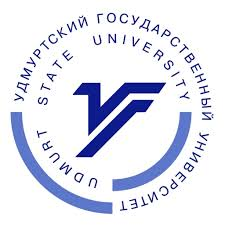 УДМУРТСКИЙ ГОСУДАРСТВЕННЫЙ УНИВЕРСИТЕТ
UDMURT STATE UNIVERSITY